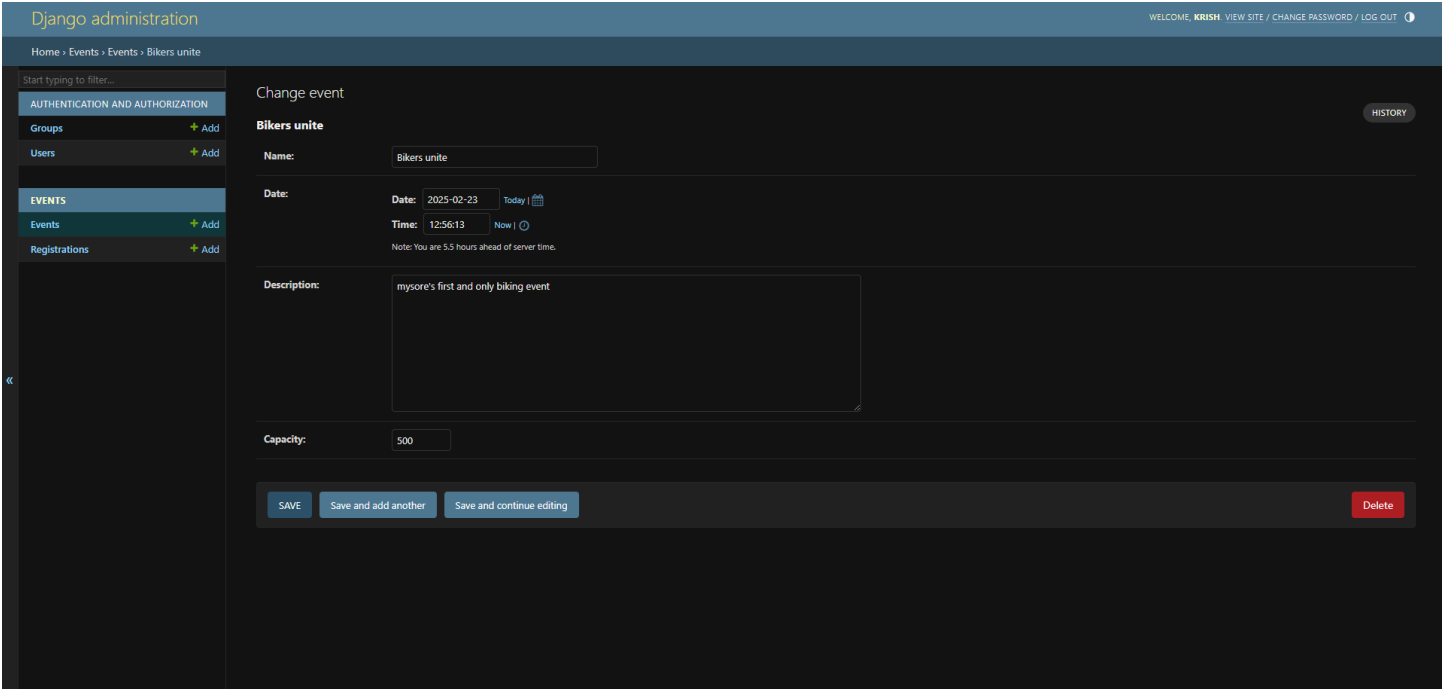 Django administration
WELCOME, KRISH. VIEW SITE / CHANGE PASSWORD / LOG OUT
Home › Events › Events › Bikers unite
Start typing to filter...
AUTHENTICATION AND AUTHORIZATION
Groups + Add
Users + Add
EVENTS
Events + Add
Registrations + Add
«
Change event
HISTORY
Bikers unite
Name: Bikers unite
Date: Date: 2025-02-23 Today |
Time: 12:56:13 Now |
Note: You are 5.5 hours ahead of server time.
Description: mysore's first and only biking event
Capacity: 500
SAVE Save and add another Save and continue editing Delete